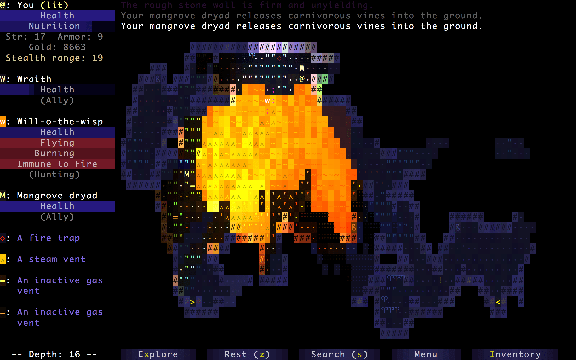 @: You (lit)
Health
Nutrition
Str: 17 Armor: 9
Gold: 8663
Stealth range: 19
W: Wraith
Health
(Ally)
w: Will-o-the-wisp
Health
Flying
Burning
Immune to Fire
(Hunting)
M: Mangrove dryad
Health
(Ally)
A fire trap
A steam vent
An inactive gas
vent
An inactive gas
vent
-- Depth: 16 --
The rough stone wall is firm and unyielding.
Your mangrove dryad releases carnivorous vines into the ground.
Your mangrove dryad releases carnivorous vines into the ground.
Explore
Rest (z)
Search (s)
Menu
Inventory